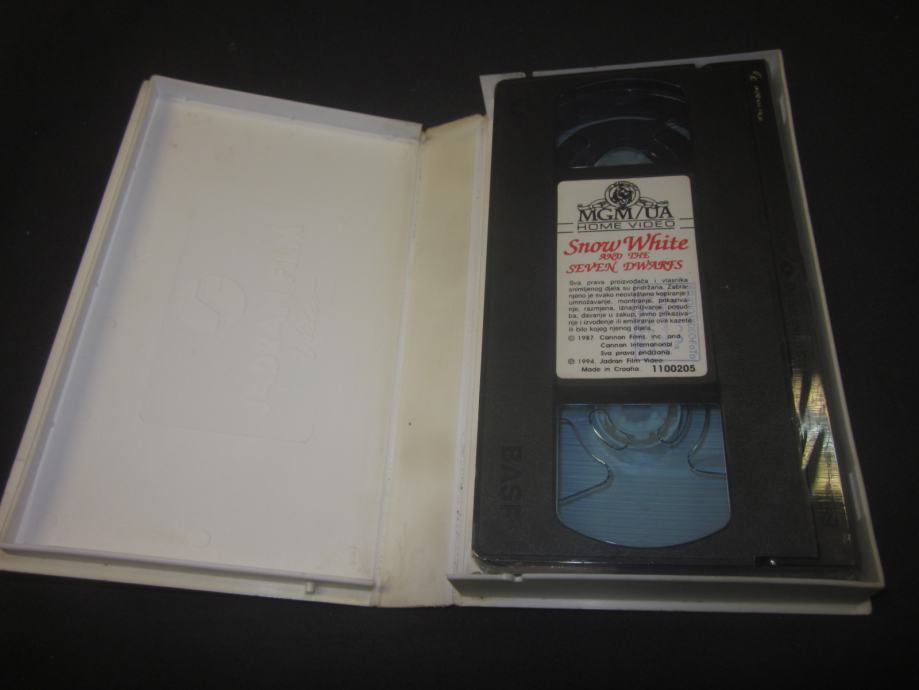 MGM/UA
HOME VIDEO
Snow White
AND THE
SEVEN DWARFS
Sva prava proizvođača i vlasnika
snimljenog djela su pridržana. Zabra-
njeno je svako neovlašteno kopiranje i
umnožavanje, montiranje, prikaziva-
nje, razmjena, iznajmljivanje, posud-
ba, davanje u zakup, javno prikaziva-
nje i izvođenje ili emitiranje ove kazete
ili bilo kojeg njenog dijela.
© 1987 Cannon Films, Inc. and
Cannon International
Sva prava pridržana.
© 1994. Jadran Film Video.
Made in Croatia 1100205
BASF